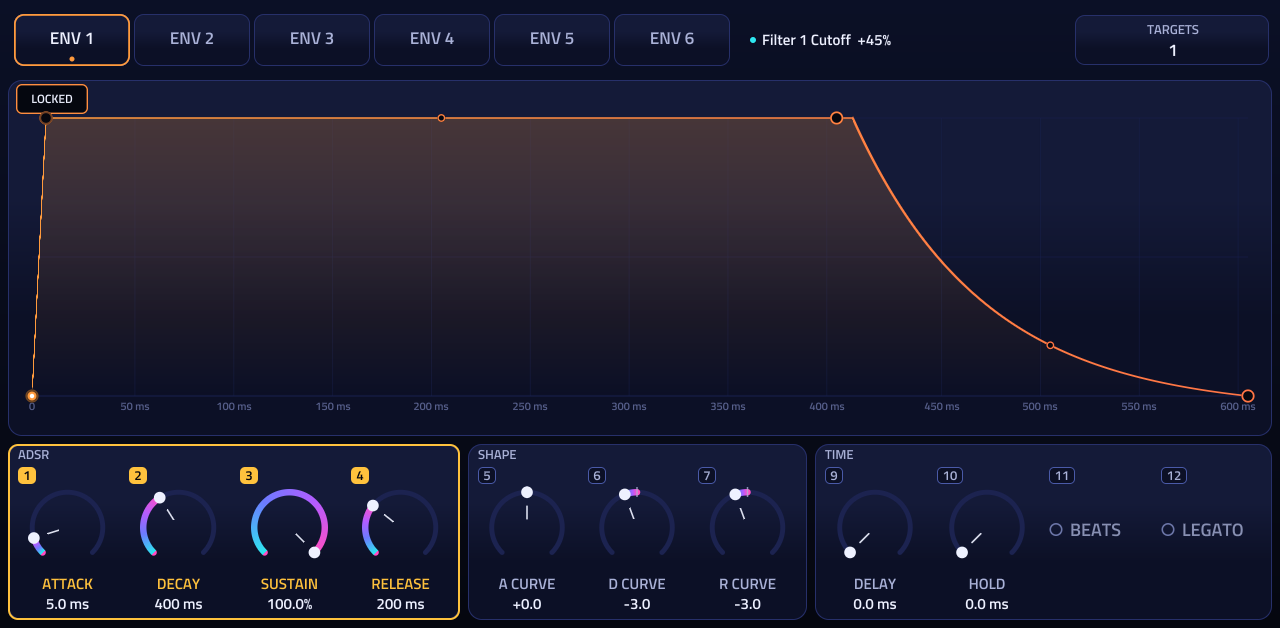 ENV 1 ENV 2 ENV 3 ENV 4 ENV 5 ENV 6 Filter 1 Cutoff +45% TARGETS
1
LOCKED
0 50 ms 100 ms 150 ms 200 ms 250 ms 300 ms 350 ms 400 ms 450 ms 500 ms 550 ms 600 ms
ADSR
1 2 3 4
ATTACK DECAY SUSTAIN RELEASE
5.0 ms 400 ms 100.0% 200 ms
SHAPE
5 6 7
A CURVE D CURVE R CURVE
+0.0 -3.0 -3.0
TIME
9 10 11 12
BEATS LEGATO
DELAY HOLD
0.0 ms 0.0 ms